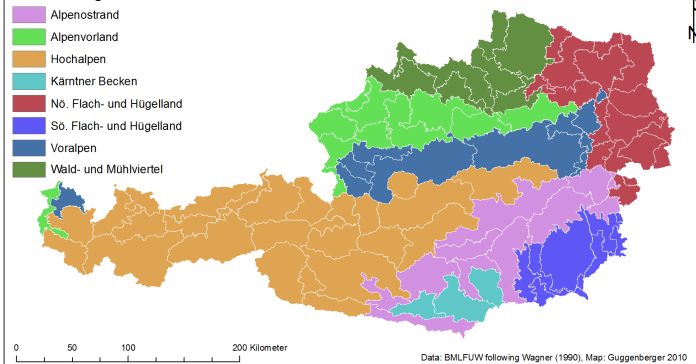 Alpenostrand
Alpenvorland
Hochalpen
Kärntner Becken
Nö. Flach- und Hügelland
Sö. Flach- und Hügelland
Voralpen
Wald- und Mühlviertel
N
0 50 100 200 Kilometer
Data: BMLFUW following Wagner (1990), Map: Guggenberger 2010